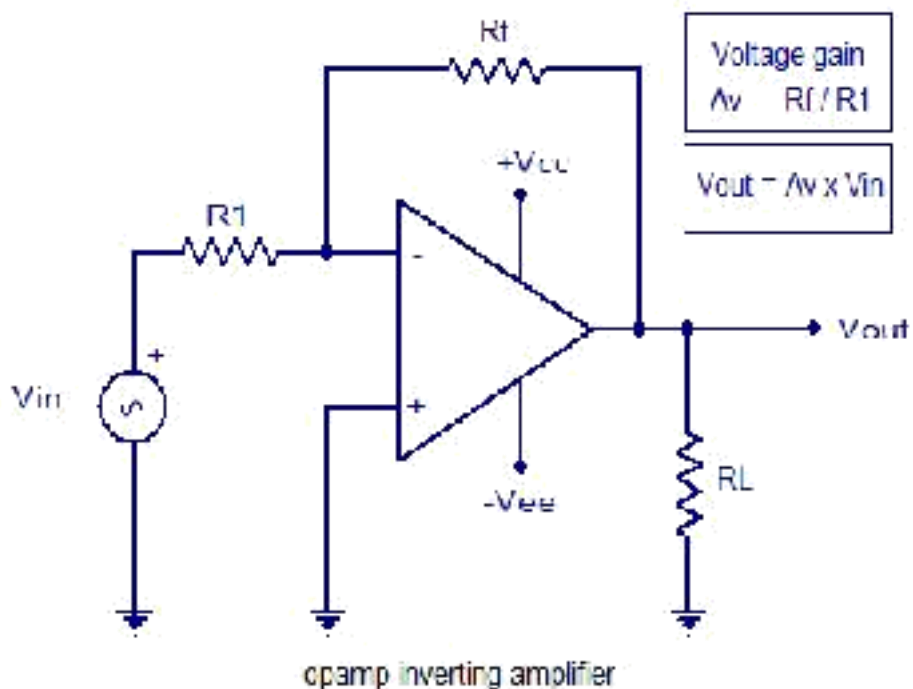 Rf
Voltage gain
Av Rf / R1
+Vcc
Vout = Av x Vin
R1
-
Vout
+
Vin
+
RL
-Vee
opamp inverting amplifier